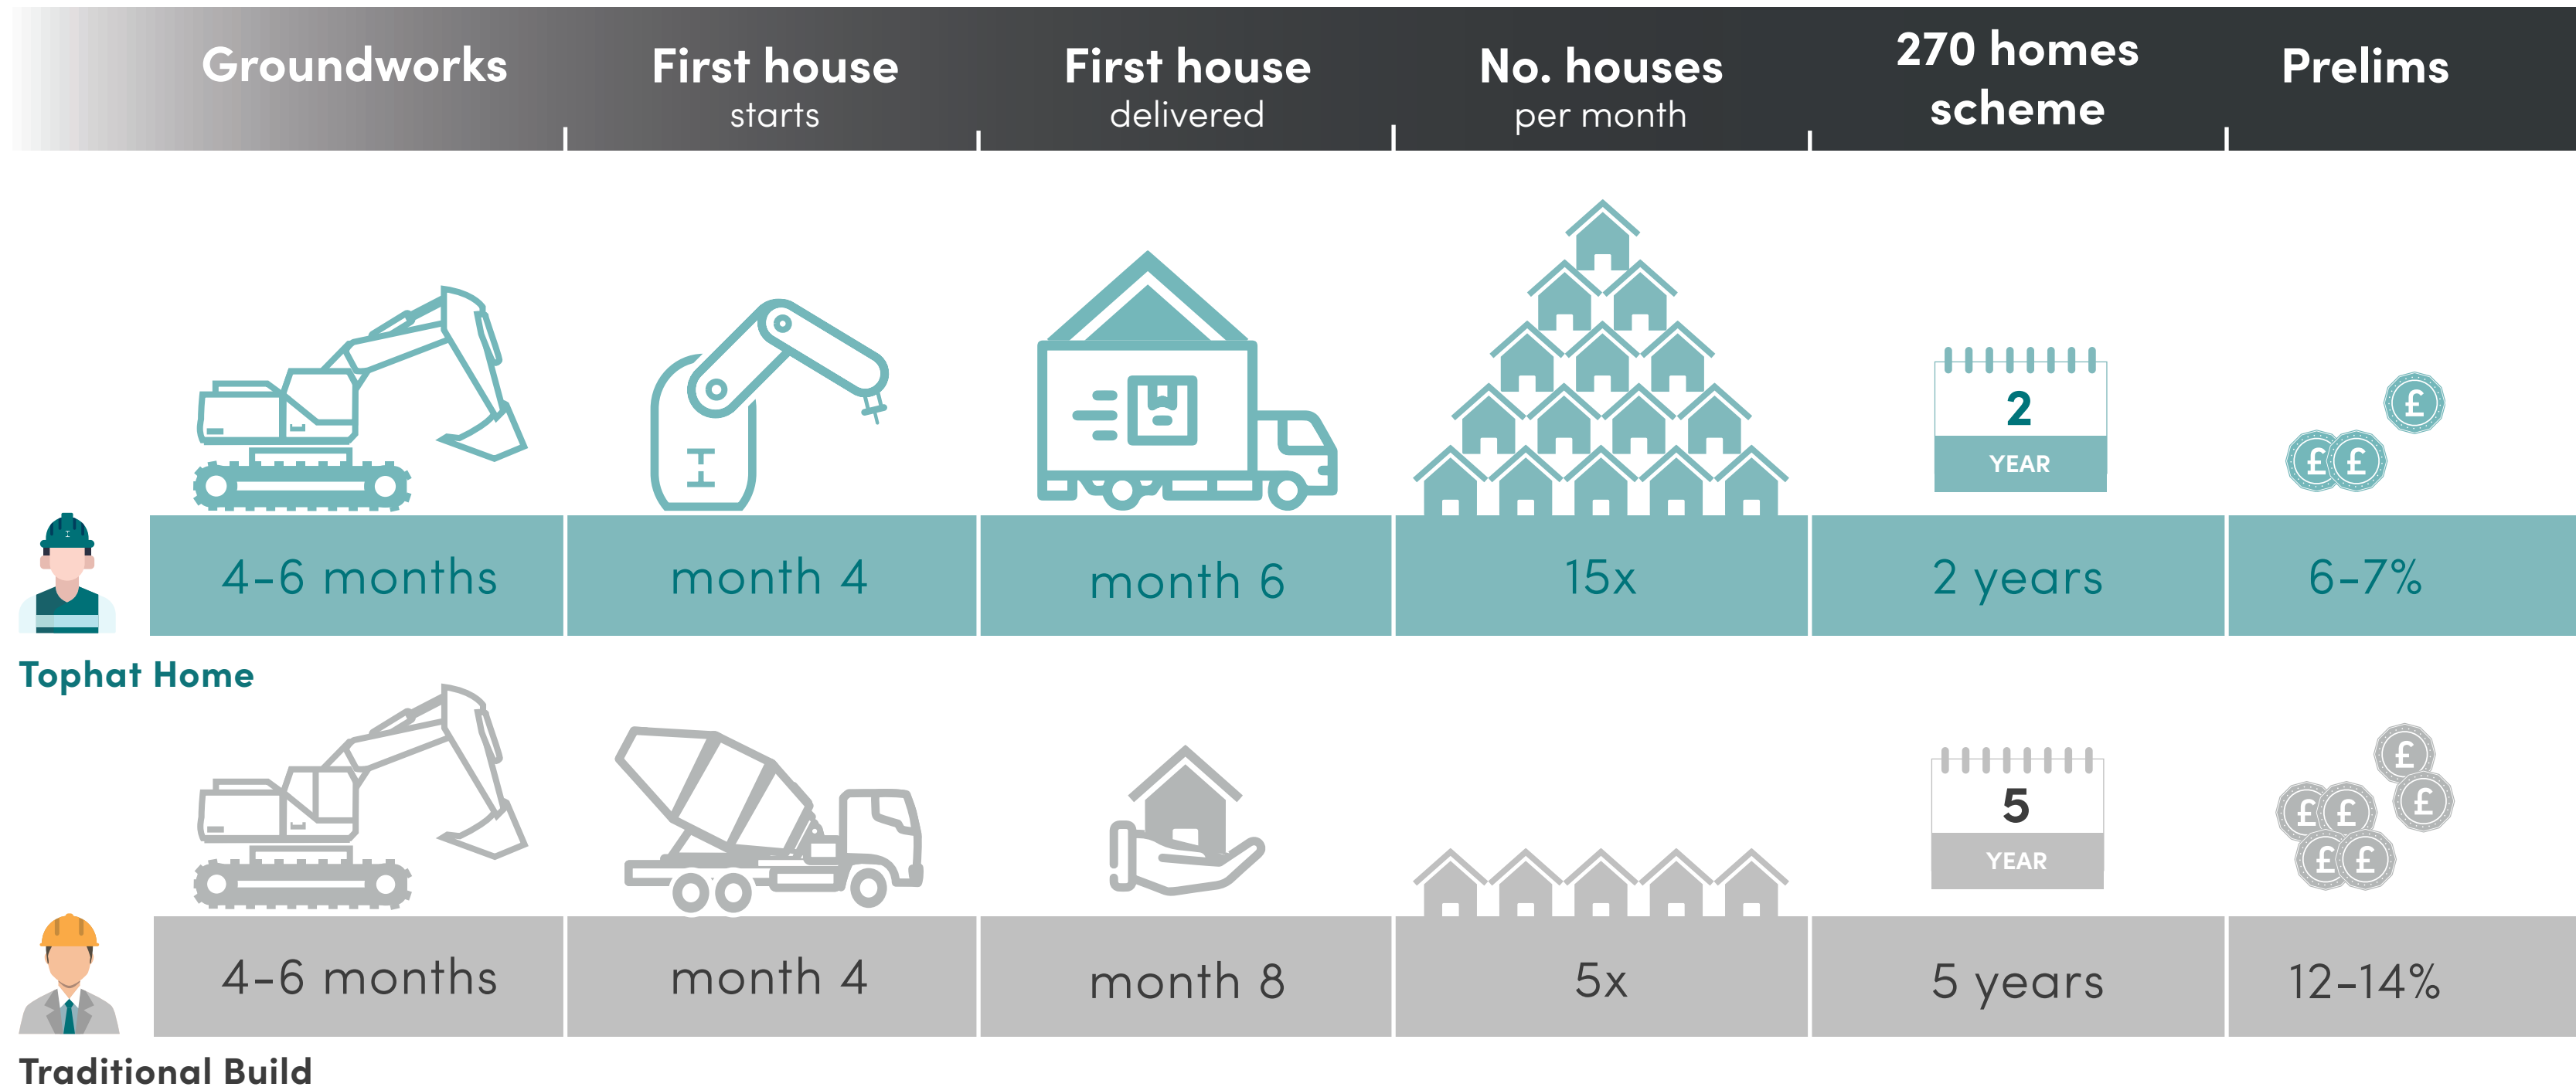 Groundworks
First house
starts
First house
delivered
No. houses
per month
270 homes
scheme
Prelims
2
YEAR
£
£ £
4-6 months
month 4
month 6
15x
2 years
6-7%
Tophat Home
5
YEAR
£
£
£ £
£ £
4-6 months
month 4
month 8
5x
5 years
12-14%
Traditional Build